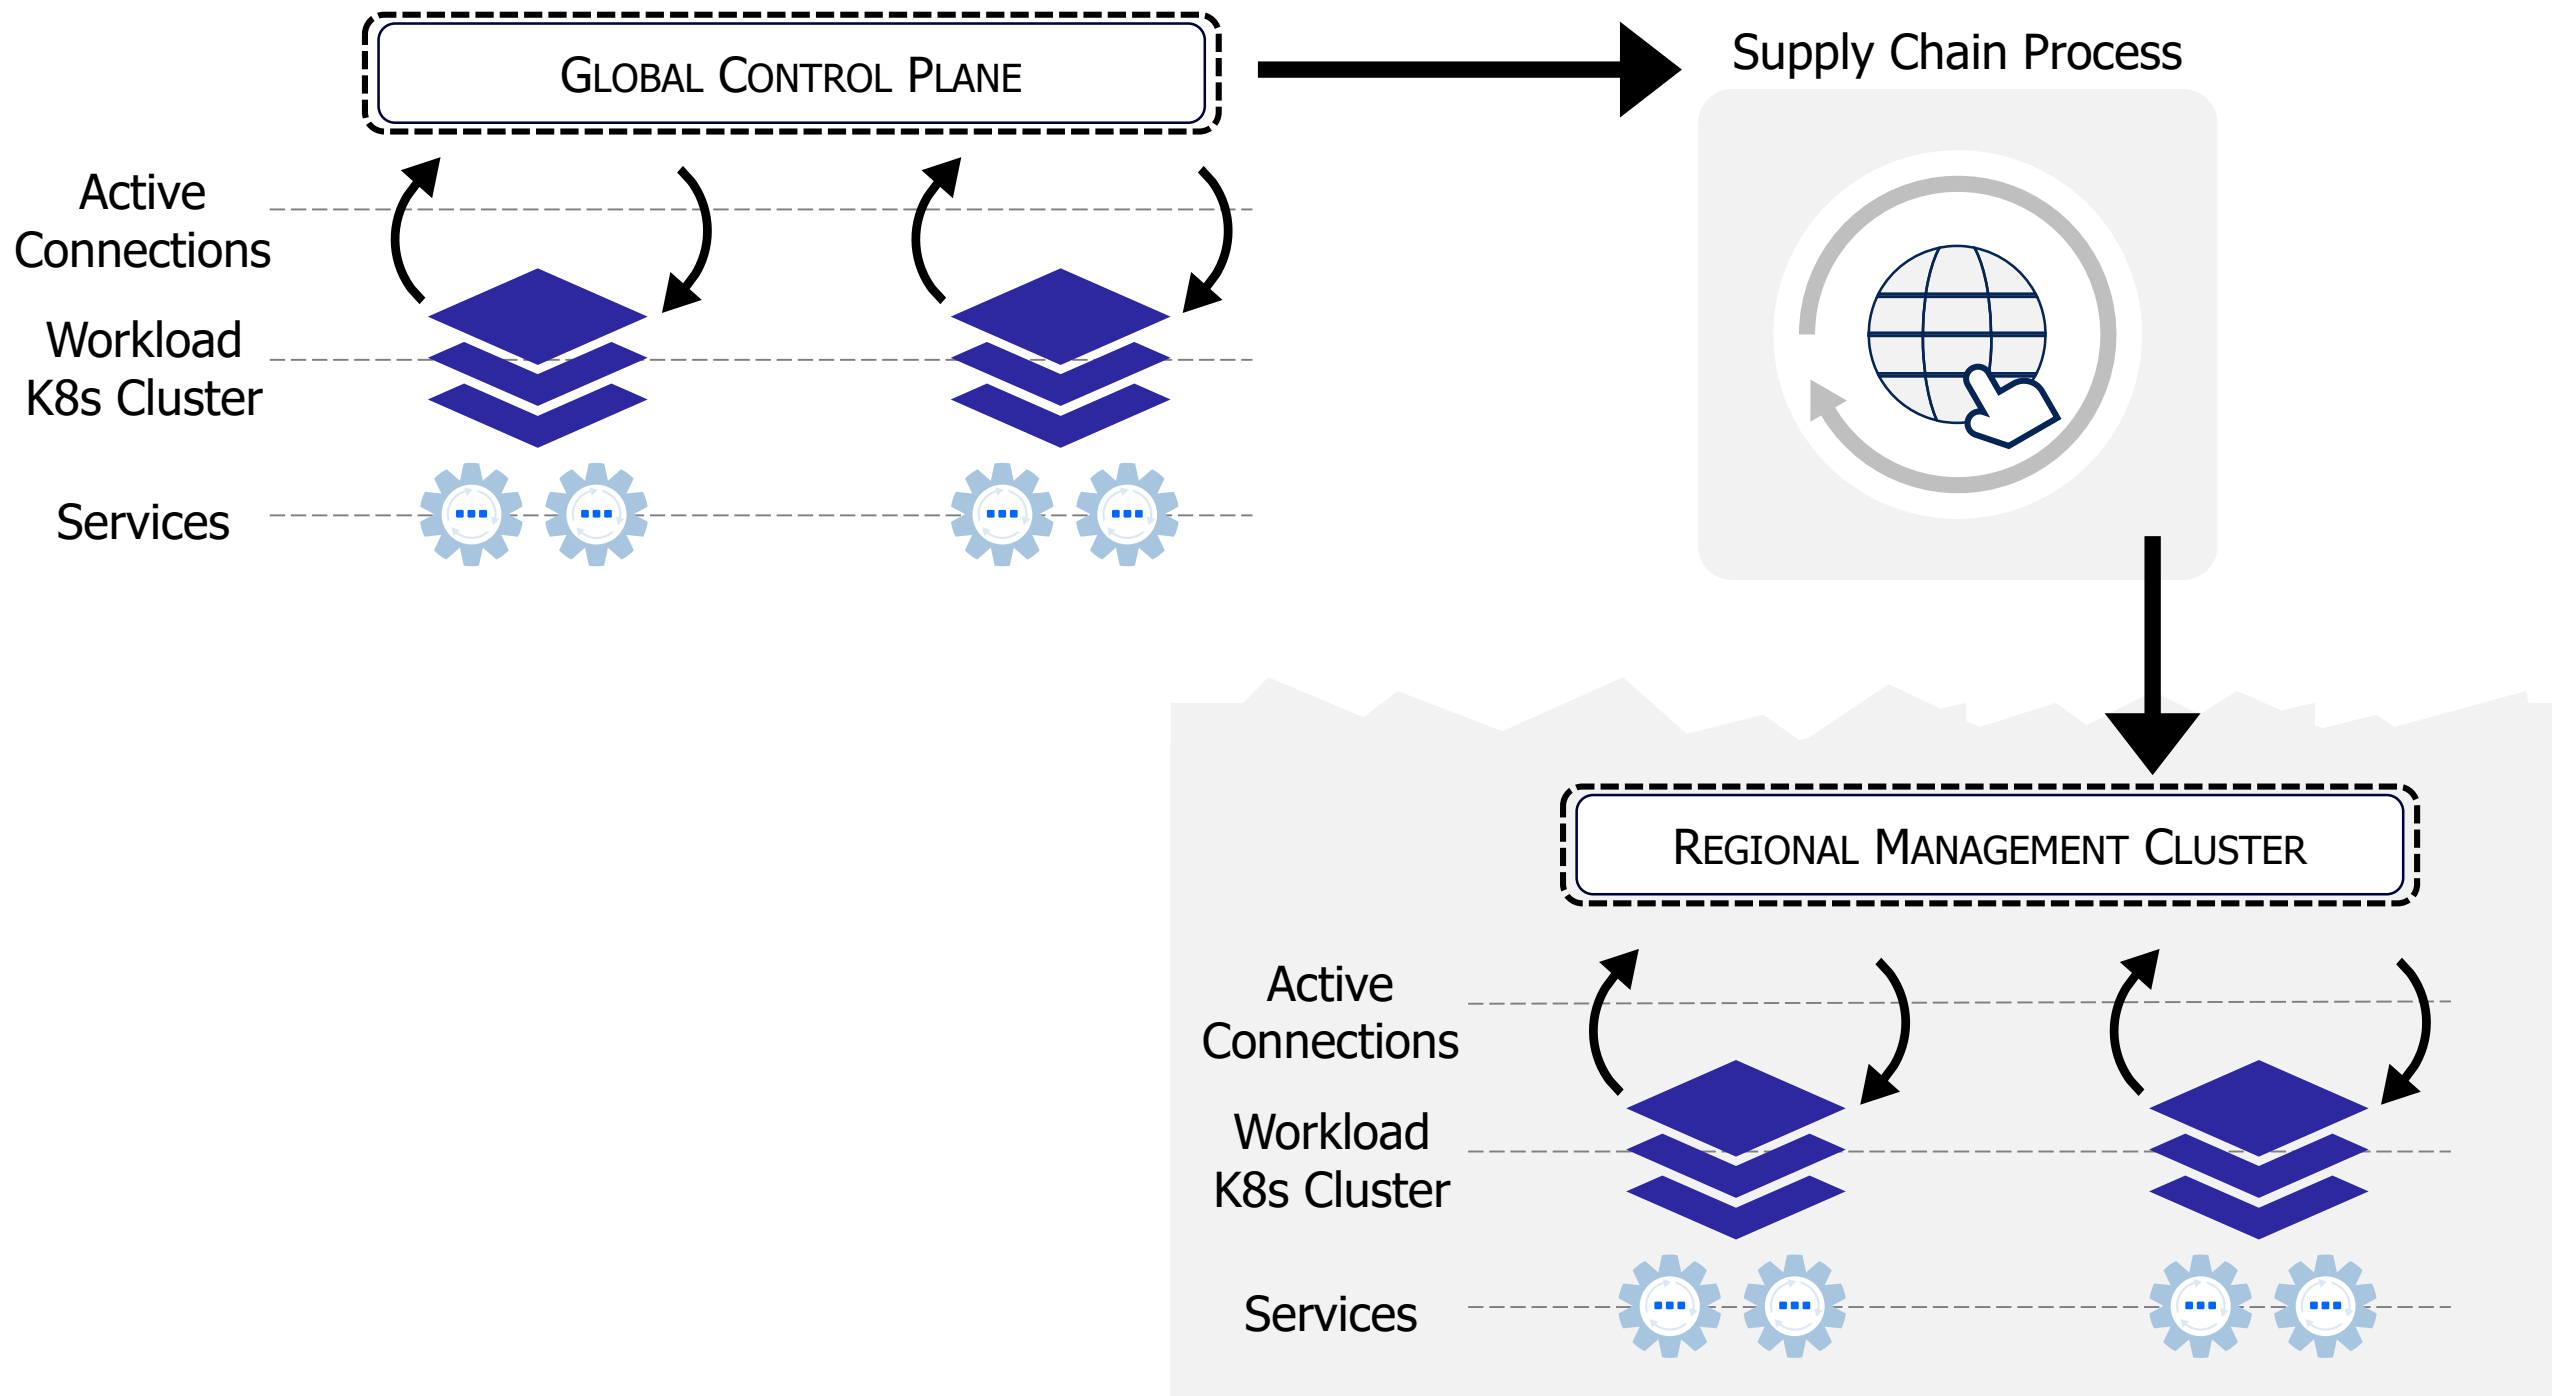 GLOBAL CONTROL PLANE
Supply Chain Process
Active
Connections
Workload
K8s Cluster
Services
REGIONAL MANAGEMENT CLUSTER
Active
Connections
Workload
K8s Cluster
Services